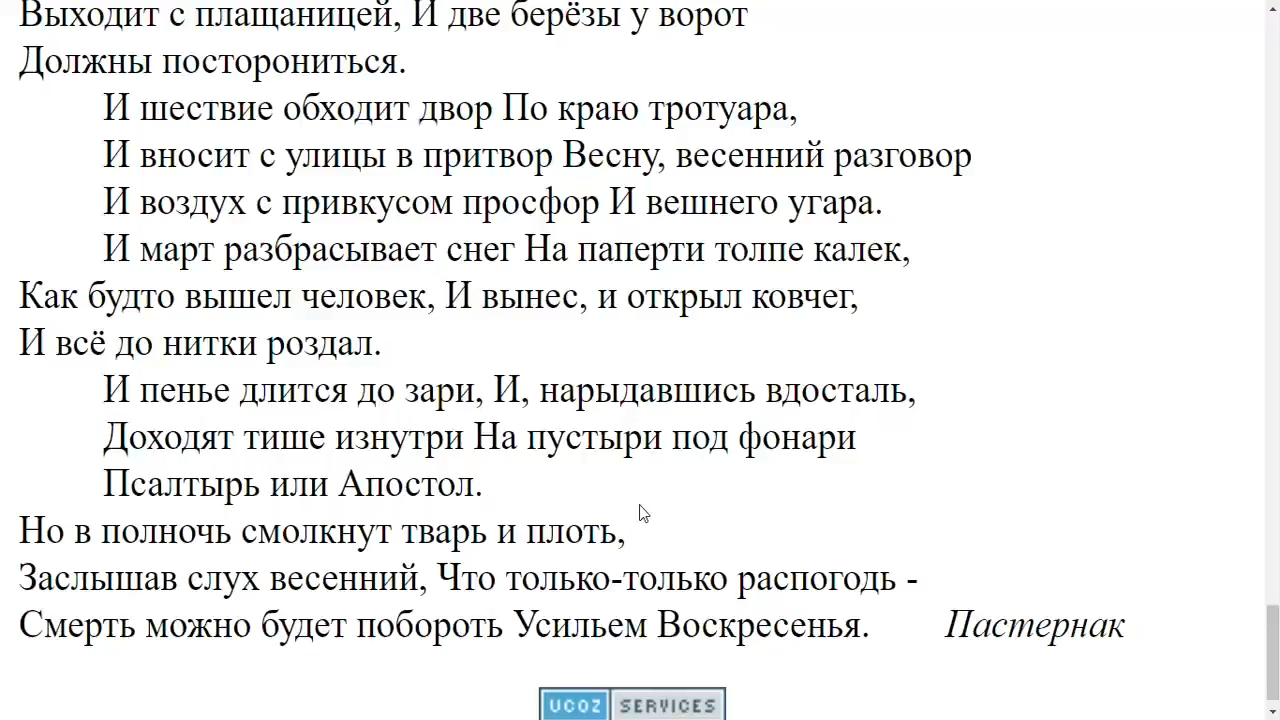 Выходит с плащаницей, И две берёзы у ворот
Должны посторониться.
И шествие обходит двор По краю тротуара,
И вносит с улицы в притвор Весну, весенний разговор
И воздух с привкусом просфор И вешнего угара.
И март разбрасывает снег На паперти толпе калек,
Как будто вышел человек, И вынес, и открыл ковчег,
И всё до нитки роздал.
И пенье длится до зари, И, нарыдавшись вдосталь,
Доходят тише изнутри На пустыри под фонари
Псалтырь или Апостол.
Но в полночь смолкнут тварь и плоть,
Заслышав слух весенний, Что только-только распогодь -
Смерть можно будет побороть Усильем Воскресенья. Пастернак
UCOZ SERVICES